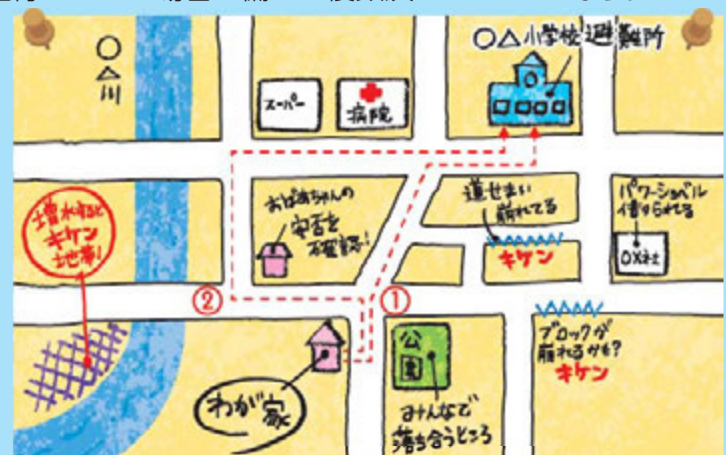 ○△小学校避難所
○△川
スーパー
病院
増水すると
キケン
地帯!
おばあちゃんの
安否を
確認!
道せまい
崩れてる
キケン
パワーショベル
借りられてる
○×社
②
①
わが家
公園
みんなで
落ち合うところ
ブロックが
崩れるかも?
キケン